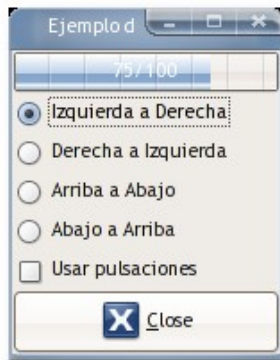 Ejemplo d
75/100
Izquierda a Derecha
Derecha a Izquierda
Arriba a Abajo
Abajo a Arriba
Usar pulsaciones
Close